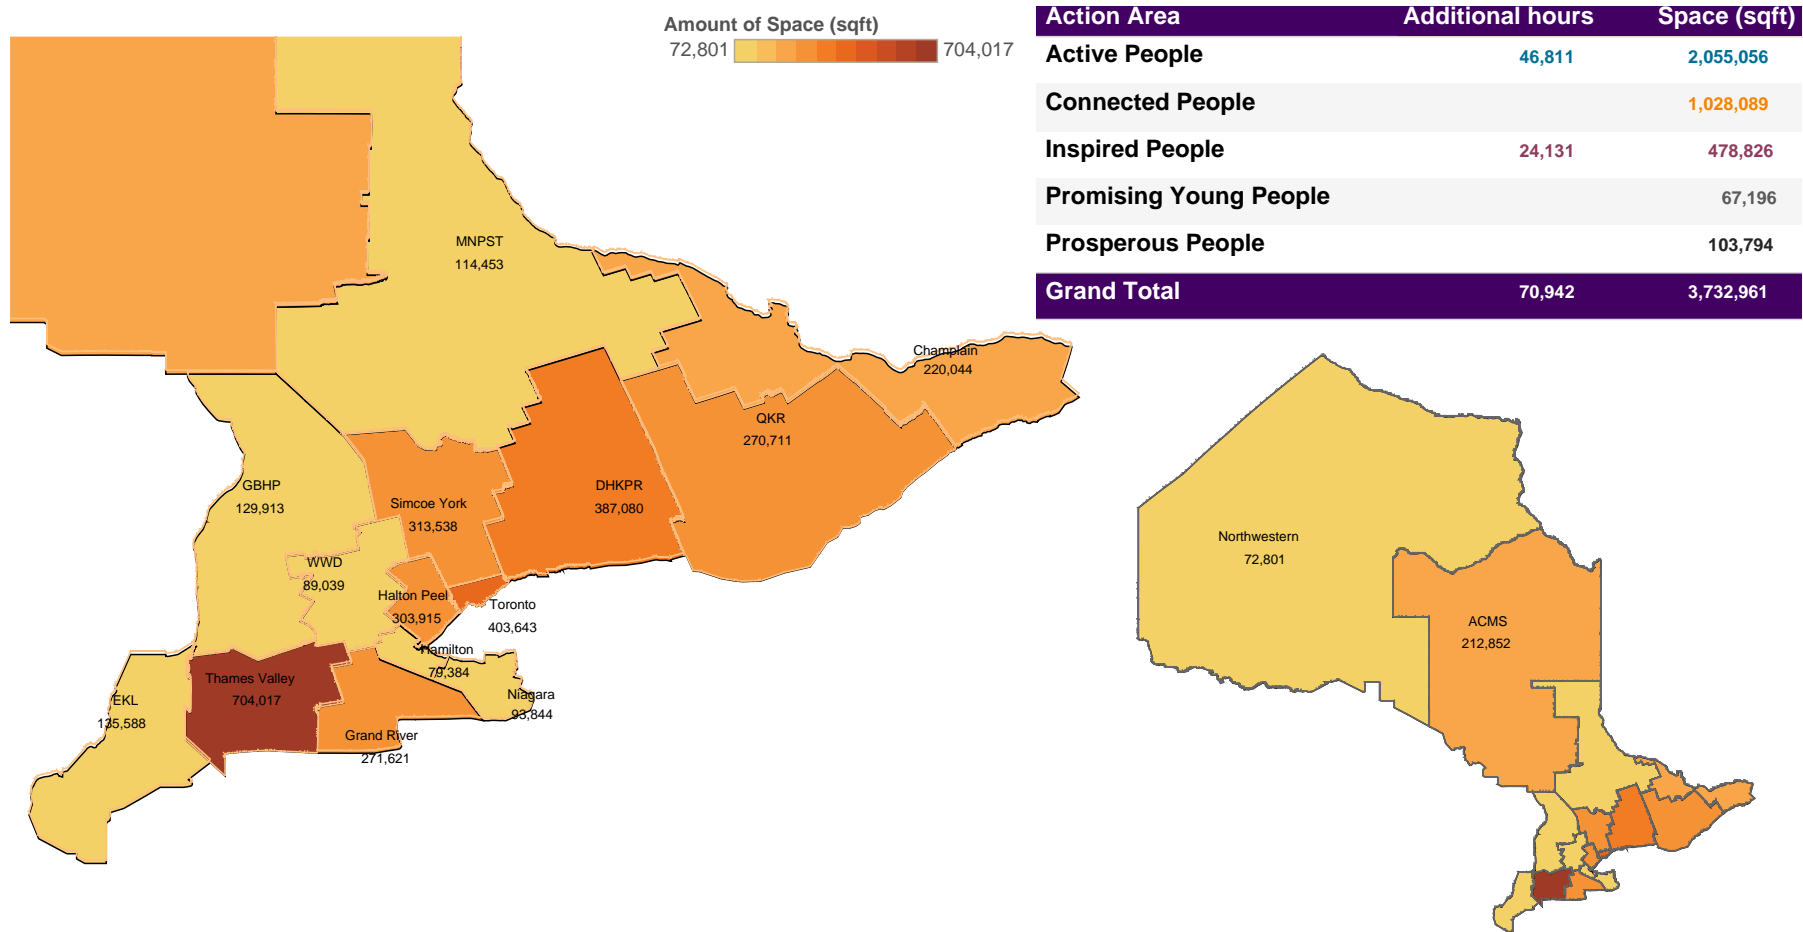 Amount of Space (sqft)
72,801 704,017
Action Area Additional hours Space (sqft)
Active People 46,811 2,055,056
Connected People 1,028,089
Inspired People 24,131 478,826
Promising Young People 67,196
Prosperous People 103,794
Grand Total 70,942 3,732,961
MNPST
114,453
Champlain
220,044
QKR
270,711
GBHP
129,913
Simcoe York
313,538
DHKPR
387,080
WWD
89,039
Halton Peel
303,915
Toronto
403,643
Hamilton
79,384
Thames Valley
704,017
Niagara
93,844
EKL
135,588
Grand River
271,621
Northwestern
72,801
ACMS
212,852